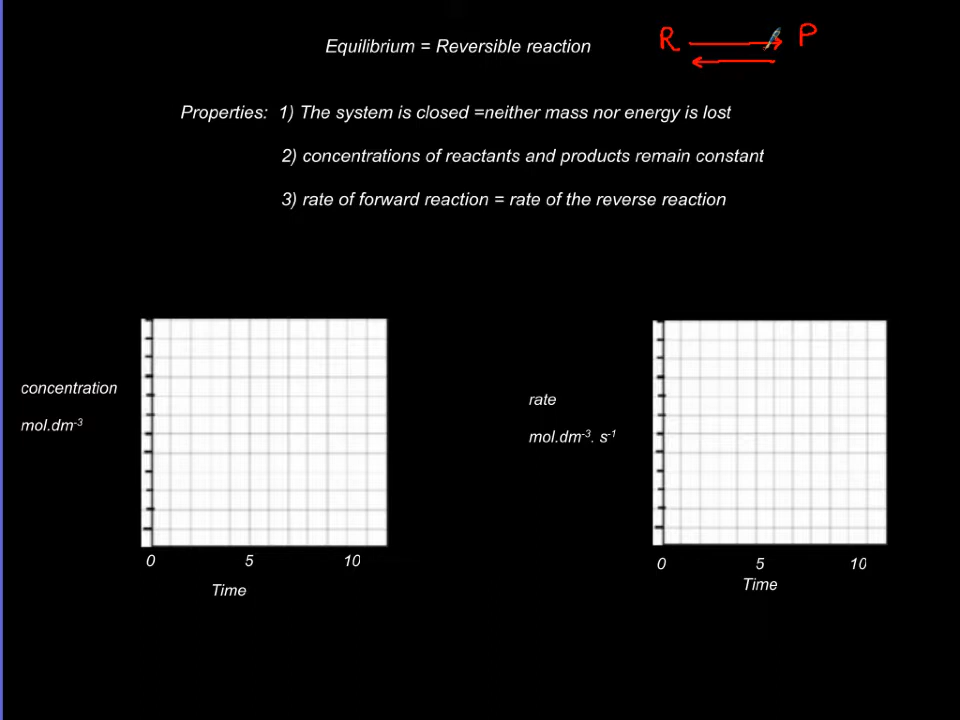 Equilibrium = Reversible reaction
R ⇄ P
Properties: 1) The system is closed =neither mass nor energy is lost
2) concentrations of reactants and products remain constant
3) rate of forward reaction = rate of the reverse reaction
concentration
mol.dm⁻³
0 5 10
Time
rate
mol.dm⁻³. s⁻¹
0 5 10
Time